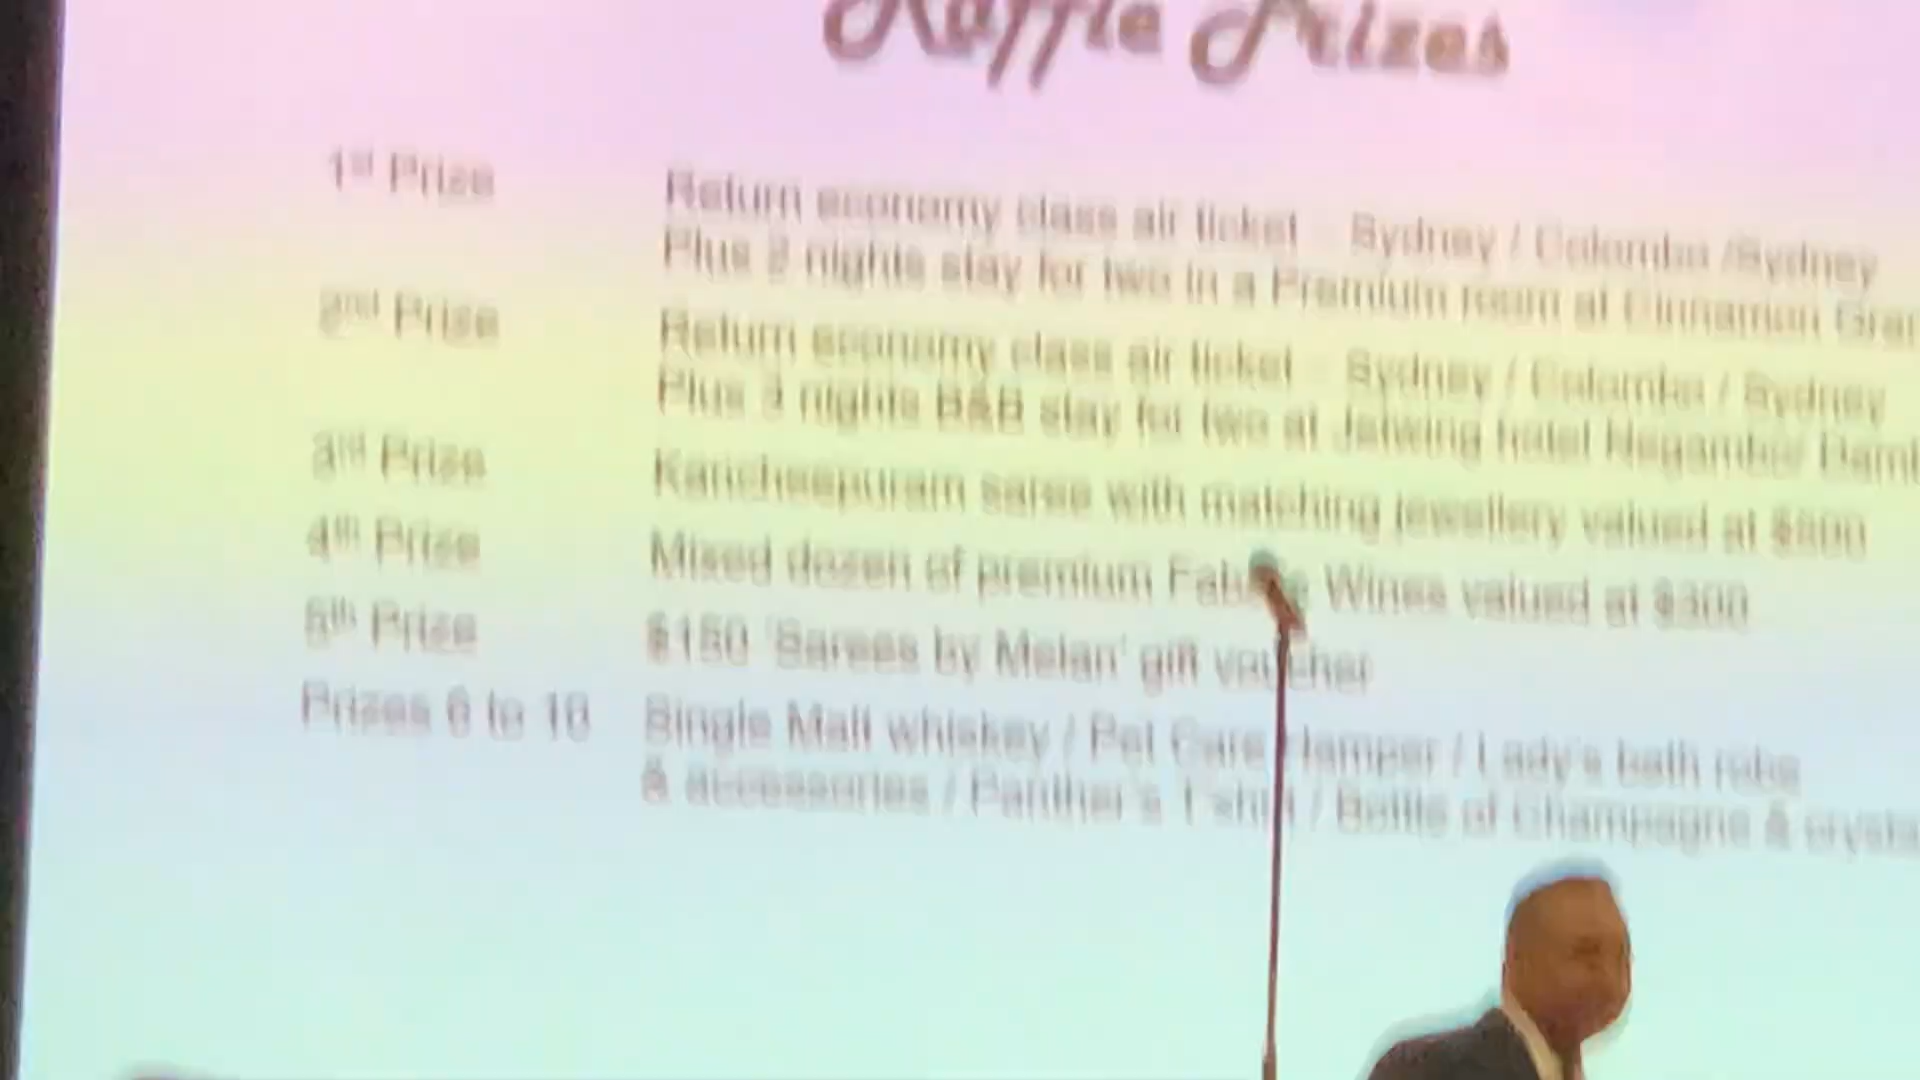 Raffle Prizes
1st Prize Return economy class air ticket - Sydney / Colombo /Sydney
Plus 2 nights stay for two in a Premium room at Cinnamon
2nd Prize Return economy class air ticket - Sydney / Colombo / Sydney
Plus 3 nights B&B stay for two at Jetwing hotel Negambo/
3rd Prize Kancheepuram saree with matching jewellery valued at
4th Prize Mixed dozen of premium Wines valued at $300
5th Prize $150 'Sarees by Melan' gift voucher
Prizes 6 to 10 Single Malt whiskey / Pet Care Hamper / Lady's bath robe
& accessories / Panther's T'shirt / Bottle of Champagne &